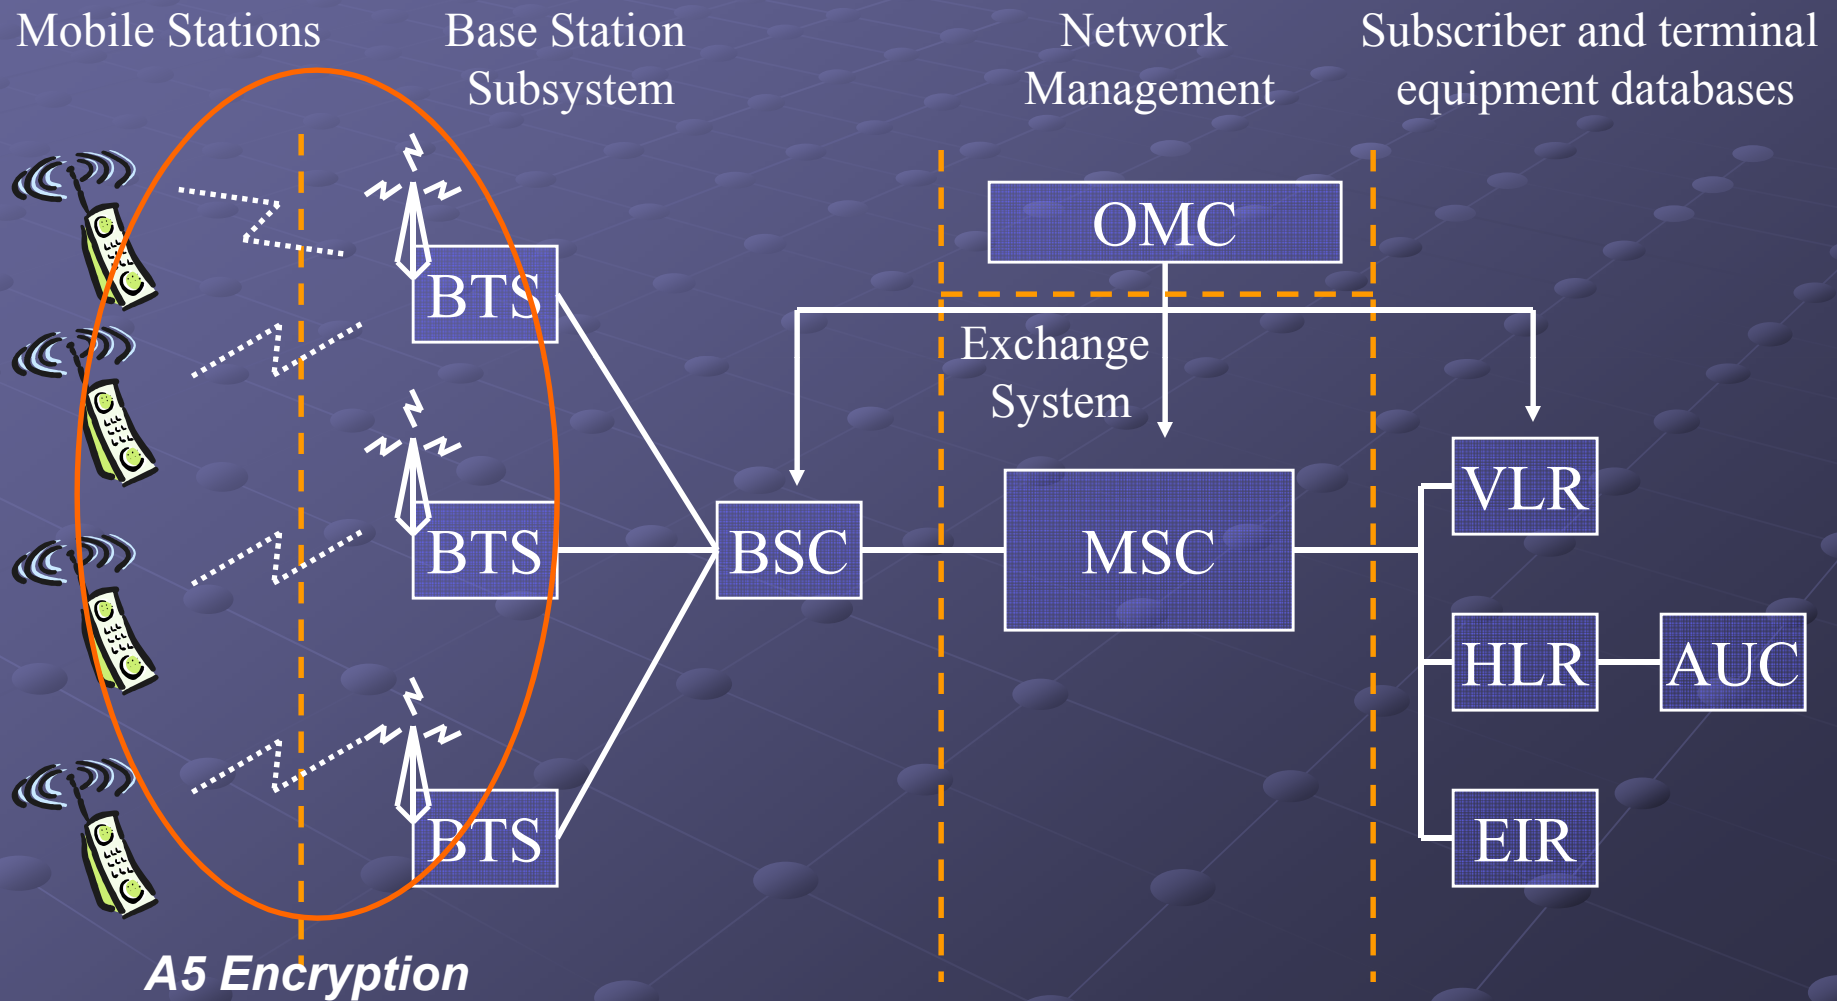 Mobile Stations
Base Station
Subsystem
Network
Management
Subscriber and terminal
equipment databases
OMC
BTS
Exchange
System
VLR
BTS
BSC
MSC
HLR
AUC
BTS
EIR
A5 Encryption